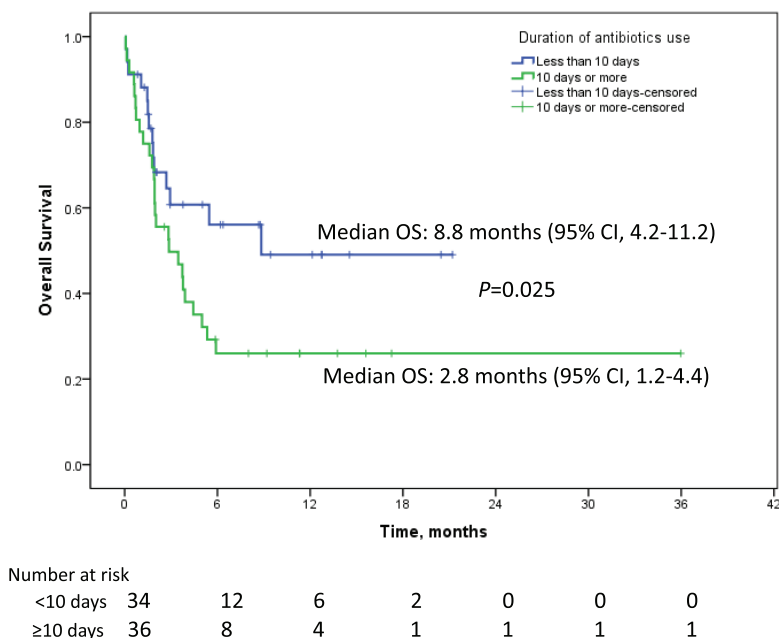 Duration of antibiotics use
Less than 10 days
10 days or more
Less than 10 days-censored
10 days or more-censored
1.0
0.8
0.6
0.4
0.2
0.0
Overall Survival
Median OS: 8.8 months (95% CI, 4.2-11.2)
P=0.025
Median OS: 2.8 months (95% CI, 1.2-4.4)
0 6 12 18 24 30 36 42
Time, months
Number at risk
<10 days 34 12 6 2 0 0 0
≥10 days 36 8 4 1 1 1 1